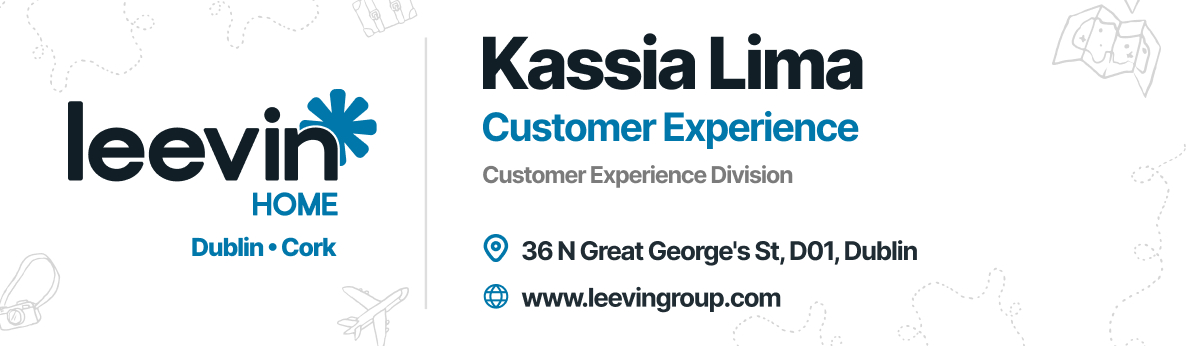 leevin
HOME
Dublin • Cork
Kassia Lima
Customer Experience
Customer Experience Division
36 N Great George's St, D01, Dublin
www.leevingroup.com